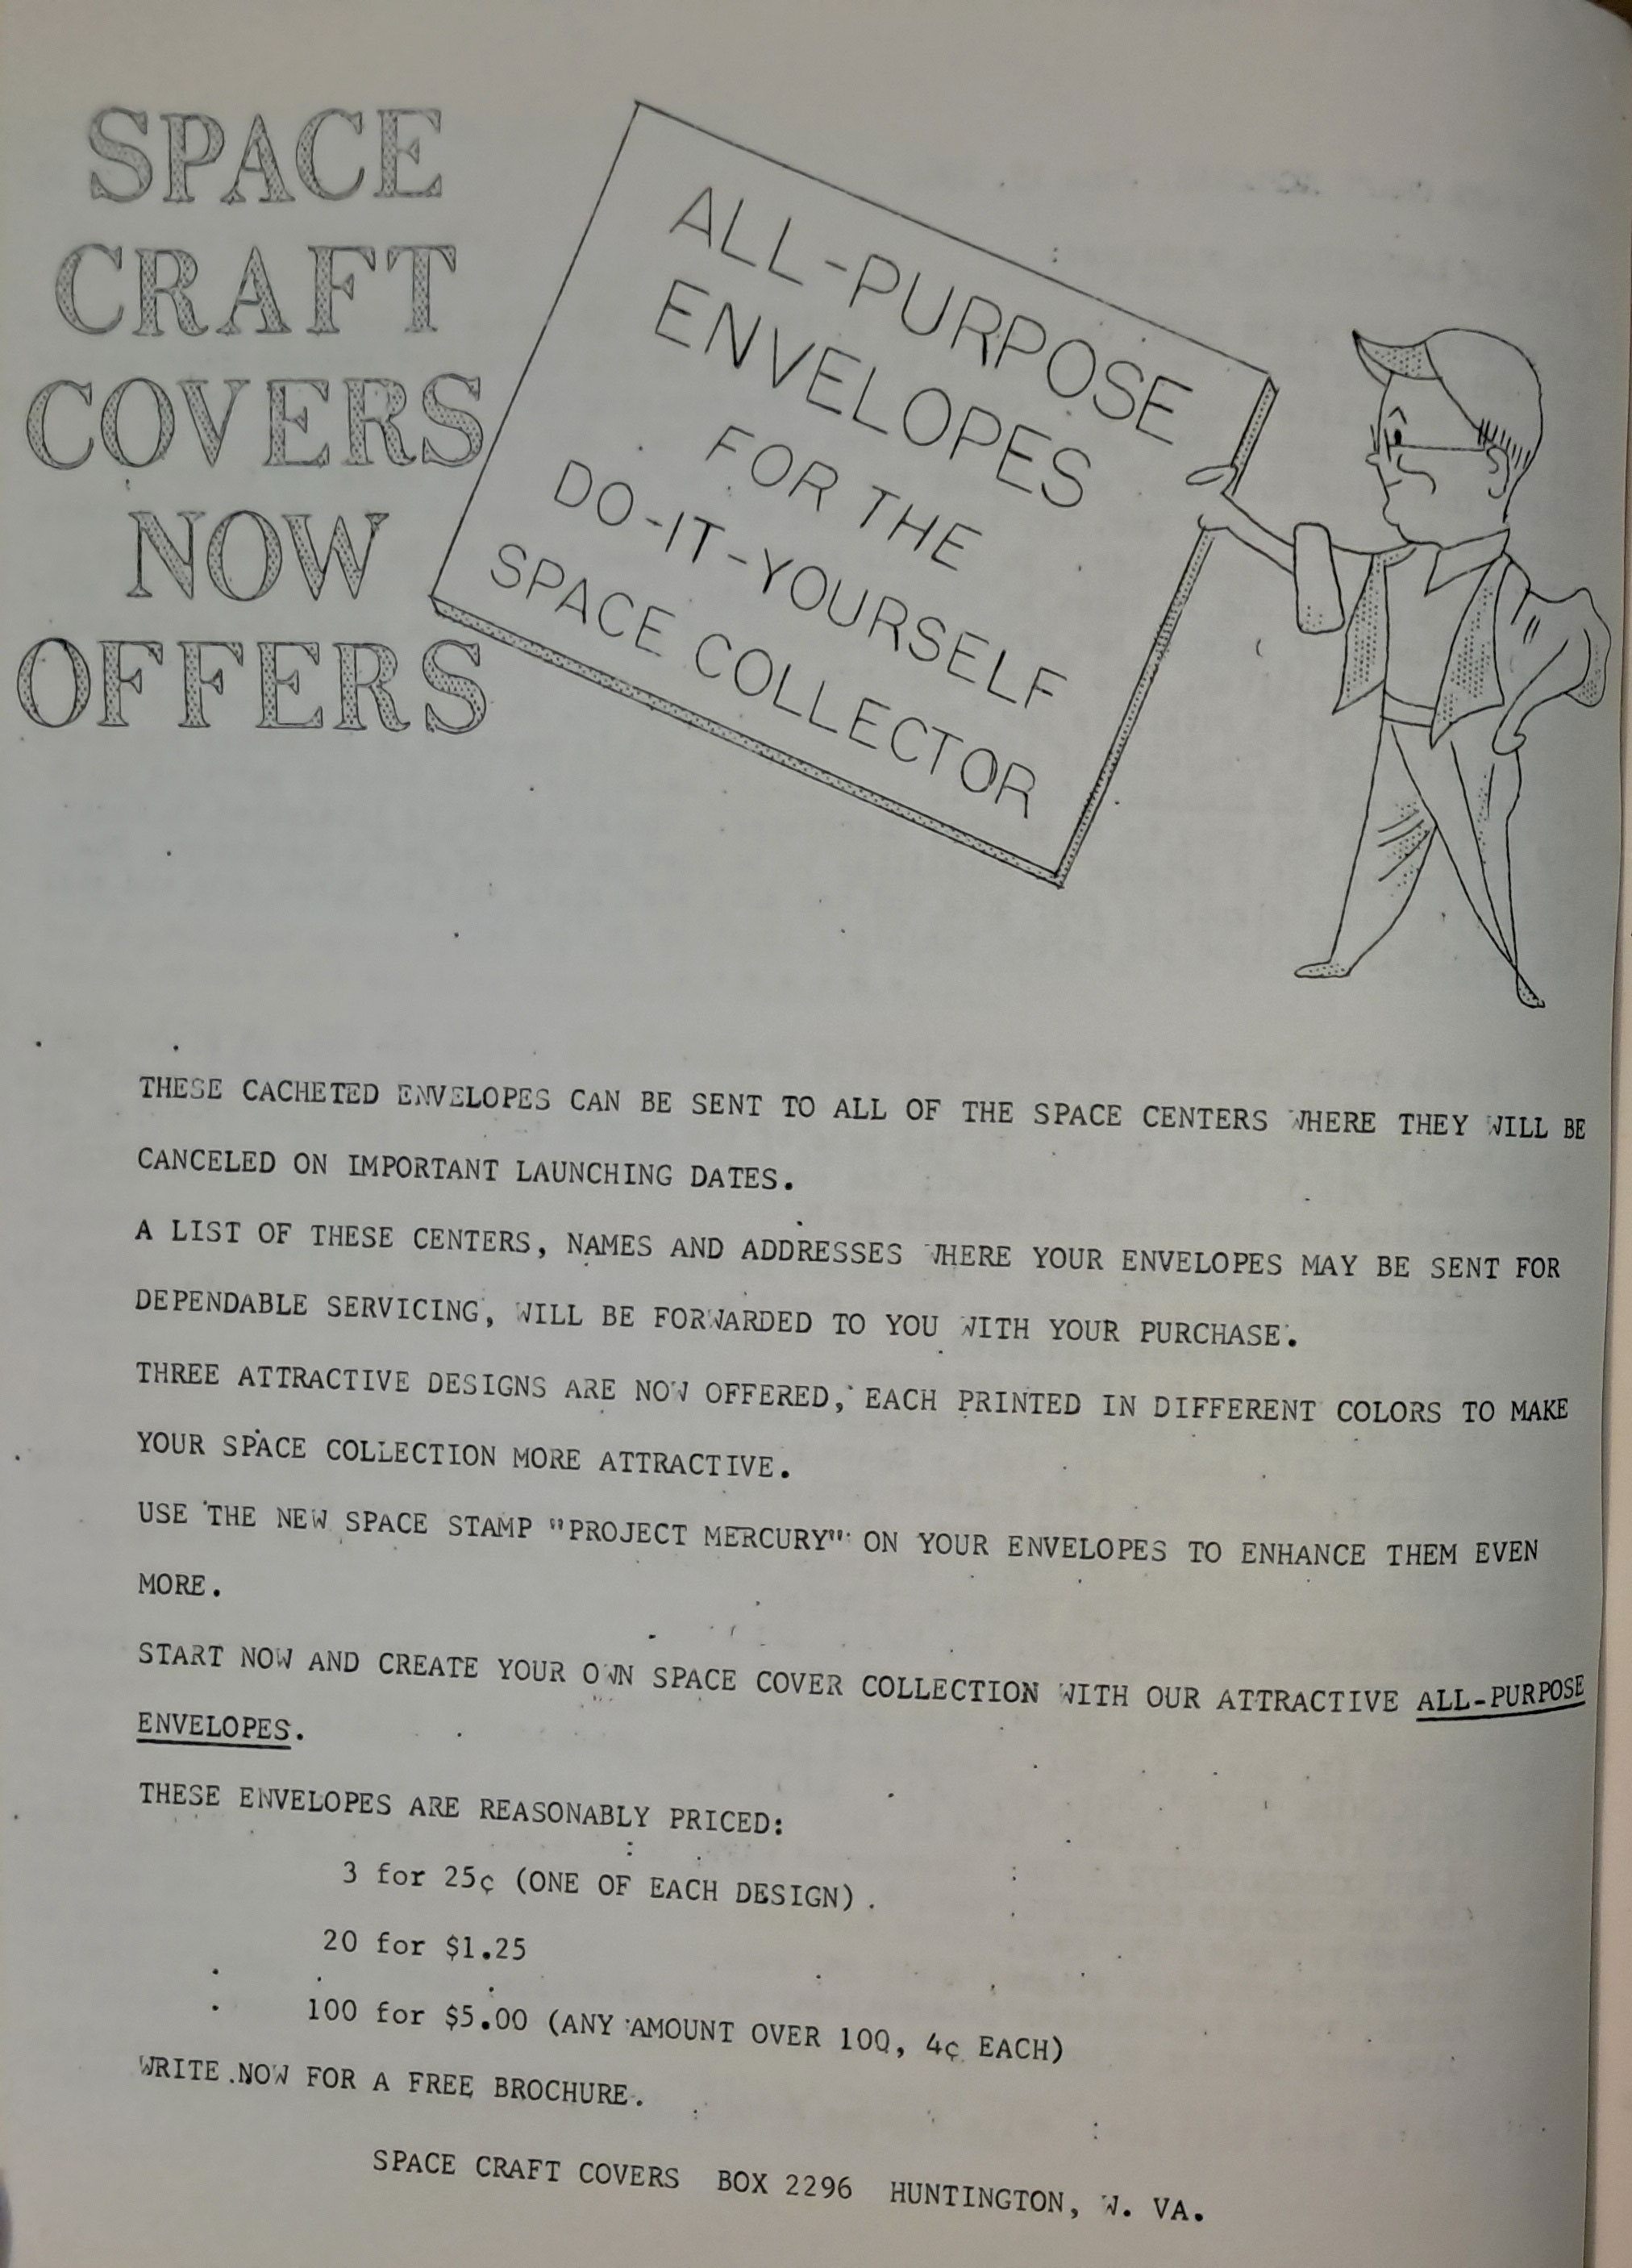 SPACE
CRAFT
COVERS
NOW
OFFERS
ALL-PURPOSE
ENVELOPES
FOR THE
DO-IT-YOURSELF
SPACE COLLECTOR
THESE CACHETED ENVELOPES CAN BE SENT TO ALL OF THE SPACE CENTERS WHERE THEY WILL BE
CANCELED ON IMPORTANT LAUNCHING DATES.
A LIST OF THESE CENTERS, NAMES AND ADDRESSES WHERE YOUR ENVELOPES MAY BE SENT FOR
DEPENDABLE SERVICING, WILL BE FORWARDED TO YOU WITH YOUR PURCHASE.
THREE ATTRACTIVE DESIGNS ARE NOW OFFERED, EACH PRINTED IN DIFFERENT COLORS TO MAKE
YOUR SPACE COLLECTION MORE ATTRACTIVE.
USE THE NEW SPACE STAMP "PROJECT MERCURY" ON YOUR ENVELOPES TO ENHANCE THEM EVEN
MORE.
START NOW AND CREATE YOUR OWN SPACE COVER COLLECTION WITH OUR ATTRACTIVE ALL-PURPOSE
ENVELOPES.
THESE ENVELOPES ARE REASONABLY PRICED:
3 for 25¢ (ONE OF EACH DESIGN).
20 for $1.25
100 for $5.00 (ANY AMOUNT OVER 100, 4¢ EACH)
WRITE NOW FOR A FREE BROCHURE.
SPACE CRAFT COVERS BOX 2296 HUNTINGTON, W. VA.